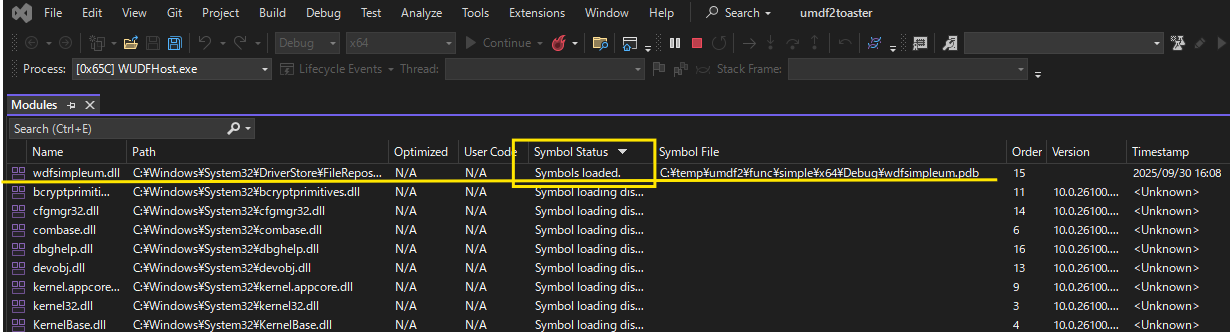 File Edit View Git Project Build Debug Test Analyze Tools Extensions Window Help Search umdf2toaster
Debug x64 Continue
Process: [0x65C] WUDFHost.exe Lifecycle Events Thread: Stack Frame:
Modules
Search (Ctrl+E)
Name Path Optimized User Code Symbol Status Symbol File Order Version Timestamp
wdfsimpleum.dll C:¥Windows¥System32¥DriverStore¥FileRepos... N/A N/A Symbols loaded. C:¥temp¥umdf2¥func¥simple¥x64¥Debug¥wdfsimpleum.pdb 15 2025/09/30 16:08
bcryptprimiti... C:¥Windows¥System32¥bcryptprimitives.dll N/A N/A Symbol loading dis... 11 10.0.26100.... <Unknown>
cfgmgr32.dll C:¥Windows¥System32¥cfgmgr32.dll N/A N/A Symbol loading dis... 14 10.0.26100.... <Unknown>
combase.dll C:¥Windows¥System32¥combase.dll N/A N/A Symbol loading dis... 6 10.0.26100.... <Unknown>
dbghelp.dll C:¥Windows¥System32¥dbghelp.dll N/A N/A Symbol loading dis... 16 10.0.26100.... <Unknown>
devobj.dll C:¥Windows¥System32¥devobj.dll N/A N/A Symbol loading dis... 13 10.0.26100.... <Unknown>
kernel.appcore... C:¥Windows¥System32¥kernel.appcore.dll N/A N/A Symbol loading dis... 9 10.0.26100.... <Unknown>
kernel32.dll C:¥Windows¥System32¥kernel32.dll N/A N/A Symbol loading dis... 3 10.0.26100.... <Unknown>
KernelBase.dll C:¥Windows¥System32¥KernelBase.dll N/A N/A Symbol loading dis... 4 10.0.26100.... <Unknown>